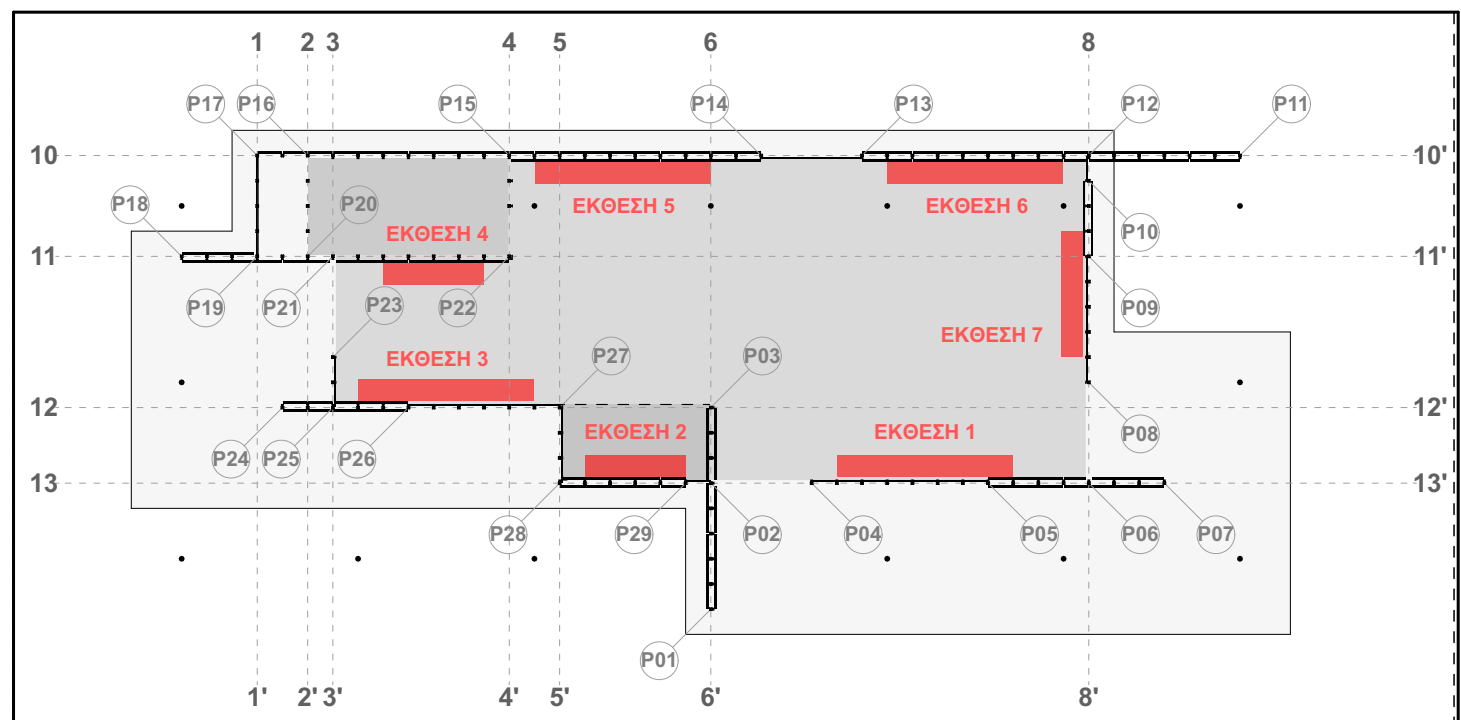 1 2 3 4 5 6 8
P17 P16 P15 P14 P13 P12 P11
10 10'
P18 P20 ΕΚΘΕΣΗ 5 ΕΚΘΕΣΗ 6
ΕΚΘΕΣΗ 4 P10
11 11'
P19 P21 P23 P22 P09
ΕΚΘΕΣΗ 7
ΕΚΘΕΣΗ 3 P27 P03
12 12'
ΕΚΘΕΣΗ 2 ΕΚΘΕΣΗ 1 P08
P24 P25 P26
13 13'
P28 P29 P02 P04 P05 P06 P07
P01
1' 2' 3' 4' 5' 6' 8'